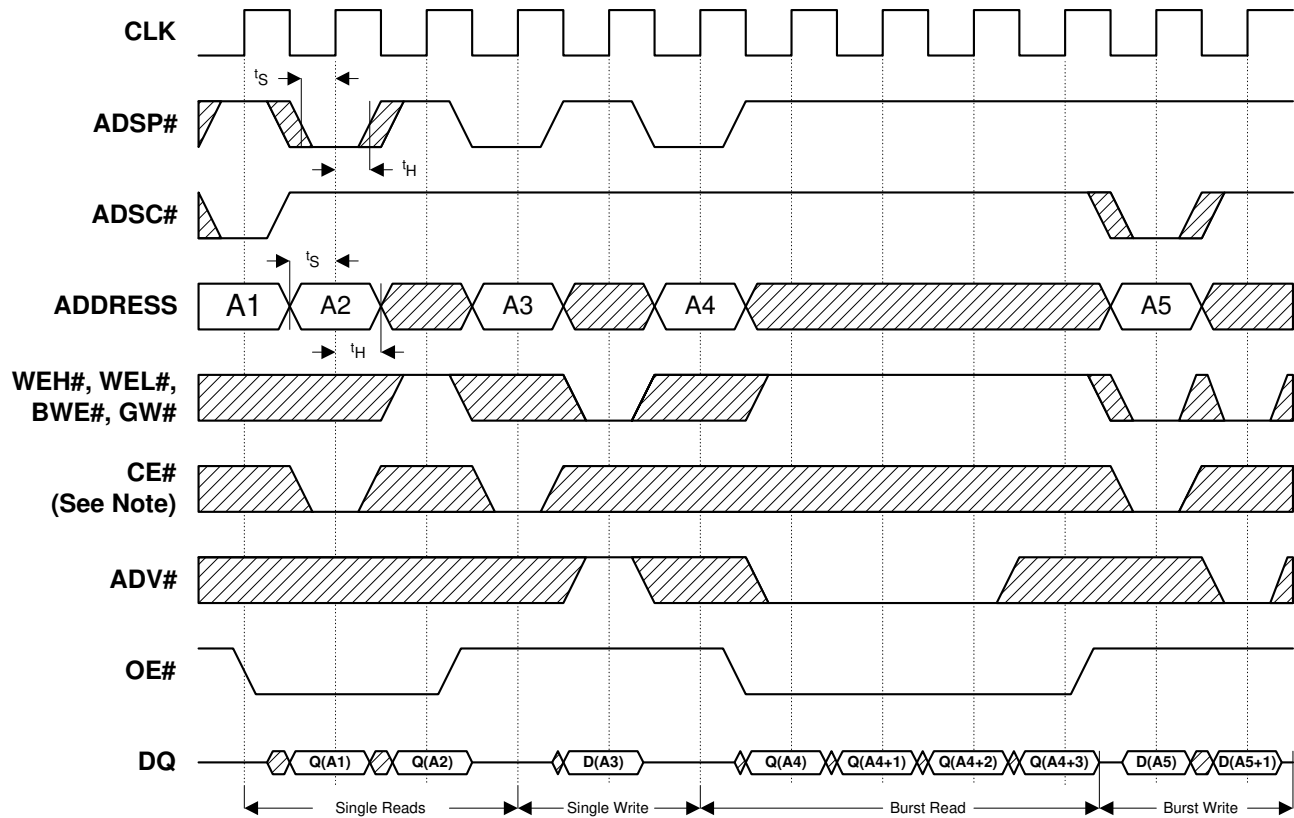 CLK
tS
ADSP#
tH
ADSC#
tS
ADDRESS
A1
A2
A3
A4
A5
tH
WEH#, WEL#,
BWE#, GW#
CE#
(See Note)
ADV#
OE#
DQ
Q(A1)
Q(A2)
D(A3)
Q(A4)
Q(A4+1)
Q(A4+2)
Q(A4+3)
D(A5)
D(A5+1)
Single Reads
Single Write
Burst Read
Burst Write